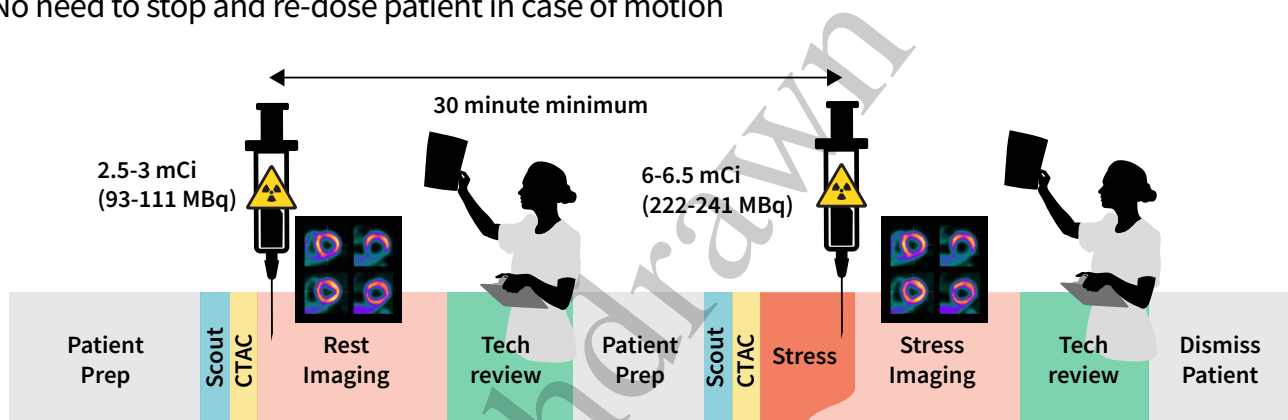 No need to stop and re-dose patient in case of motion
30 minute minimum
2.5-3 mCi
(93-111 MBq)
6-6.5 mCi
(222-241 MBq)
Patient
Prep
Scout
CTAC
Rest
Imaging
Tech
review
Patient
Prep
Scout
CTAC
Stress
Stress
Imaging
Tech
review
Dismiss
Patient
hdrawn